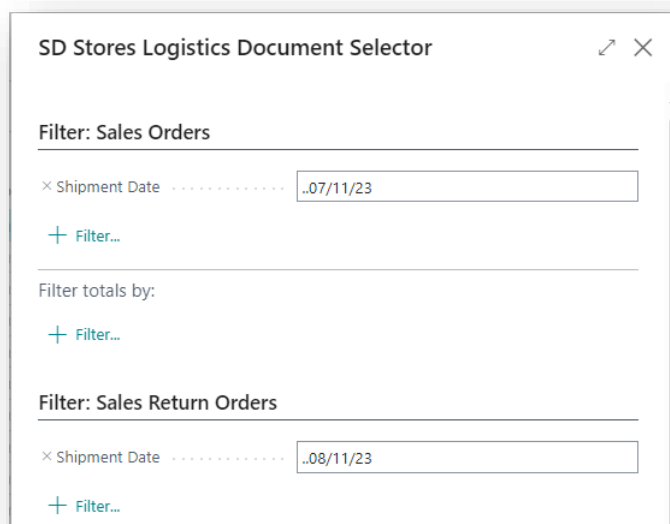 SD Stores Logistics Document Selector
Filter: Sales Orders
Shipment Date ..07/11/23
Filter...
Filter totals by:
Filter...
Filter: Sales Return Orders
Shipment Date ..08/11/23
Filter...